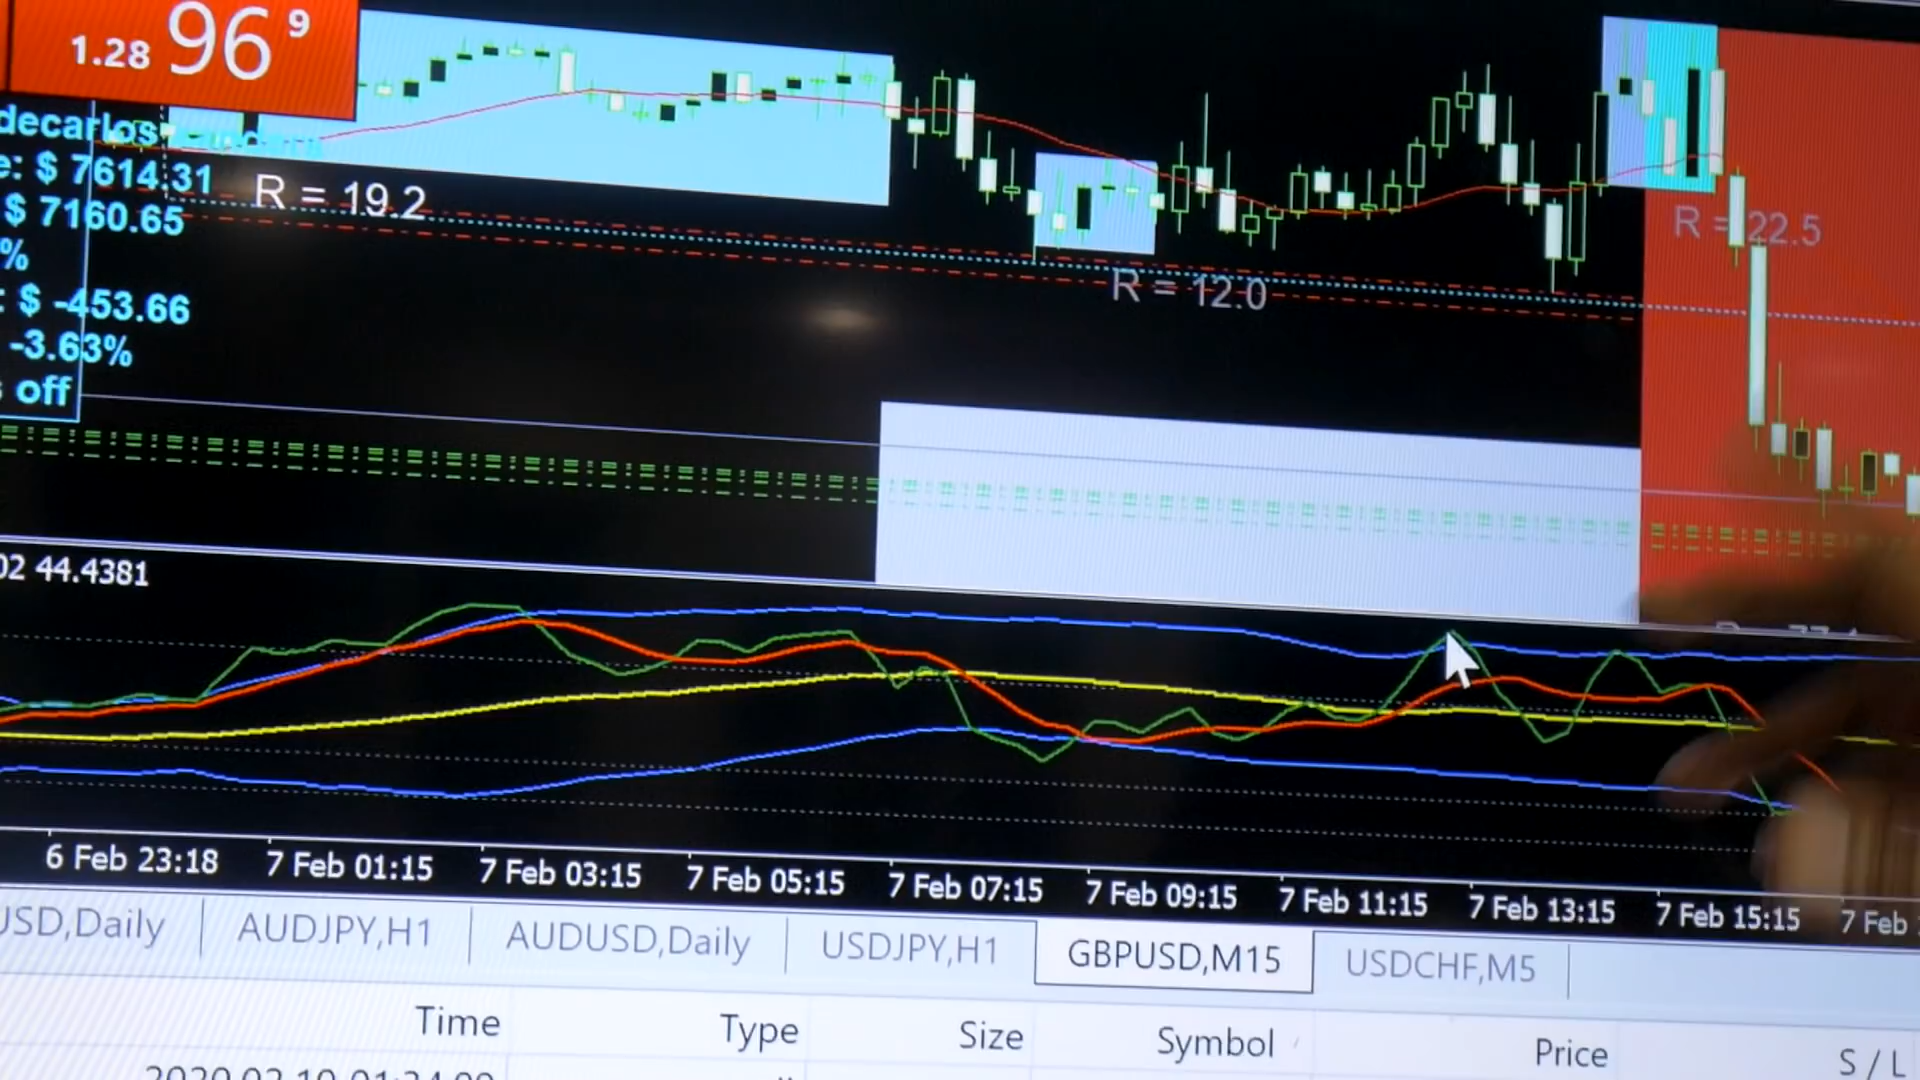 1.28 96 9
decarlos
e: $ 7614.31
$ 7160.65
%
: $ -453.66
-3.63%
s off
R = 19.2
R = 12.0
R = 22.5
02 44.4381
6 Feb 23:18 7 Feb 01:15 7 Feb 03:15 7 Feb 05:15 7 Feb 07:15 7 Feb 09:15 7 Feb 11:15 7 Feb 13:15 7 Feb 15:15 7 Feb
USD,Daily AUDJPY,H1 AUDUSD,Daily USDJPY,H1 GBPUSD,M15 USDCHF,M5
Time Type Size Symbol Price S / L